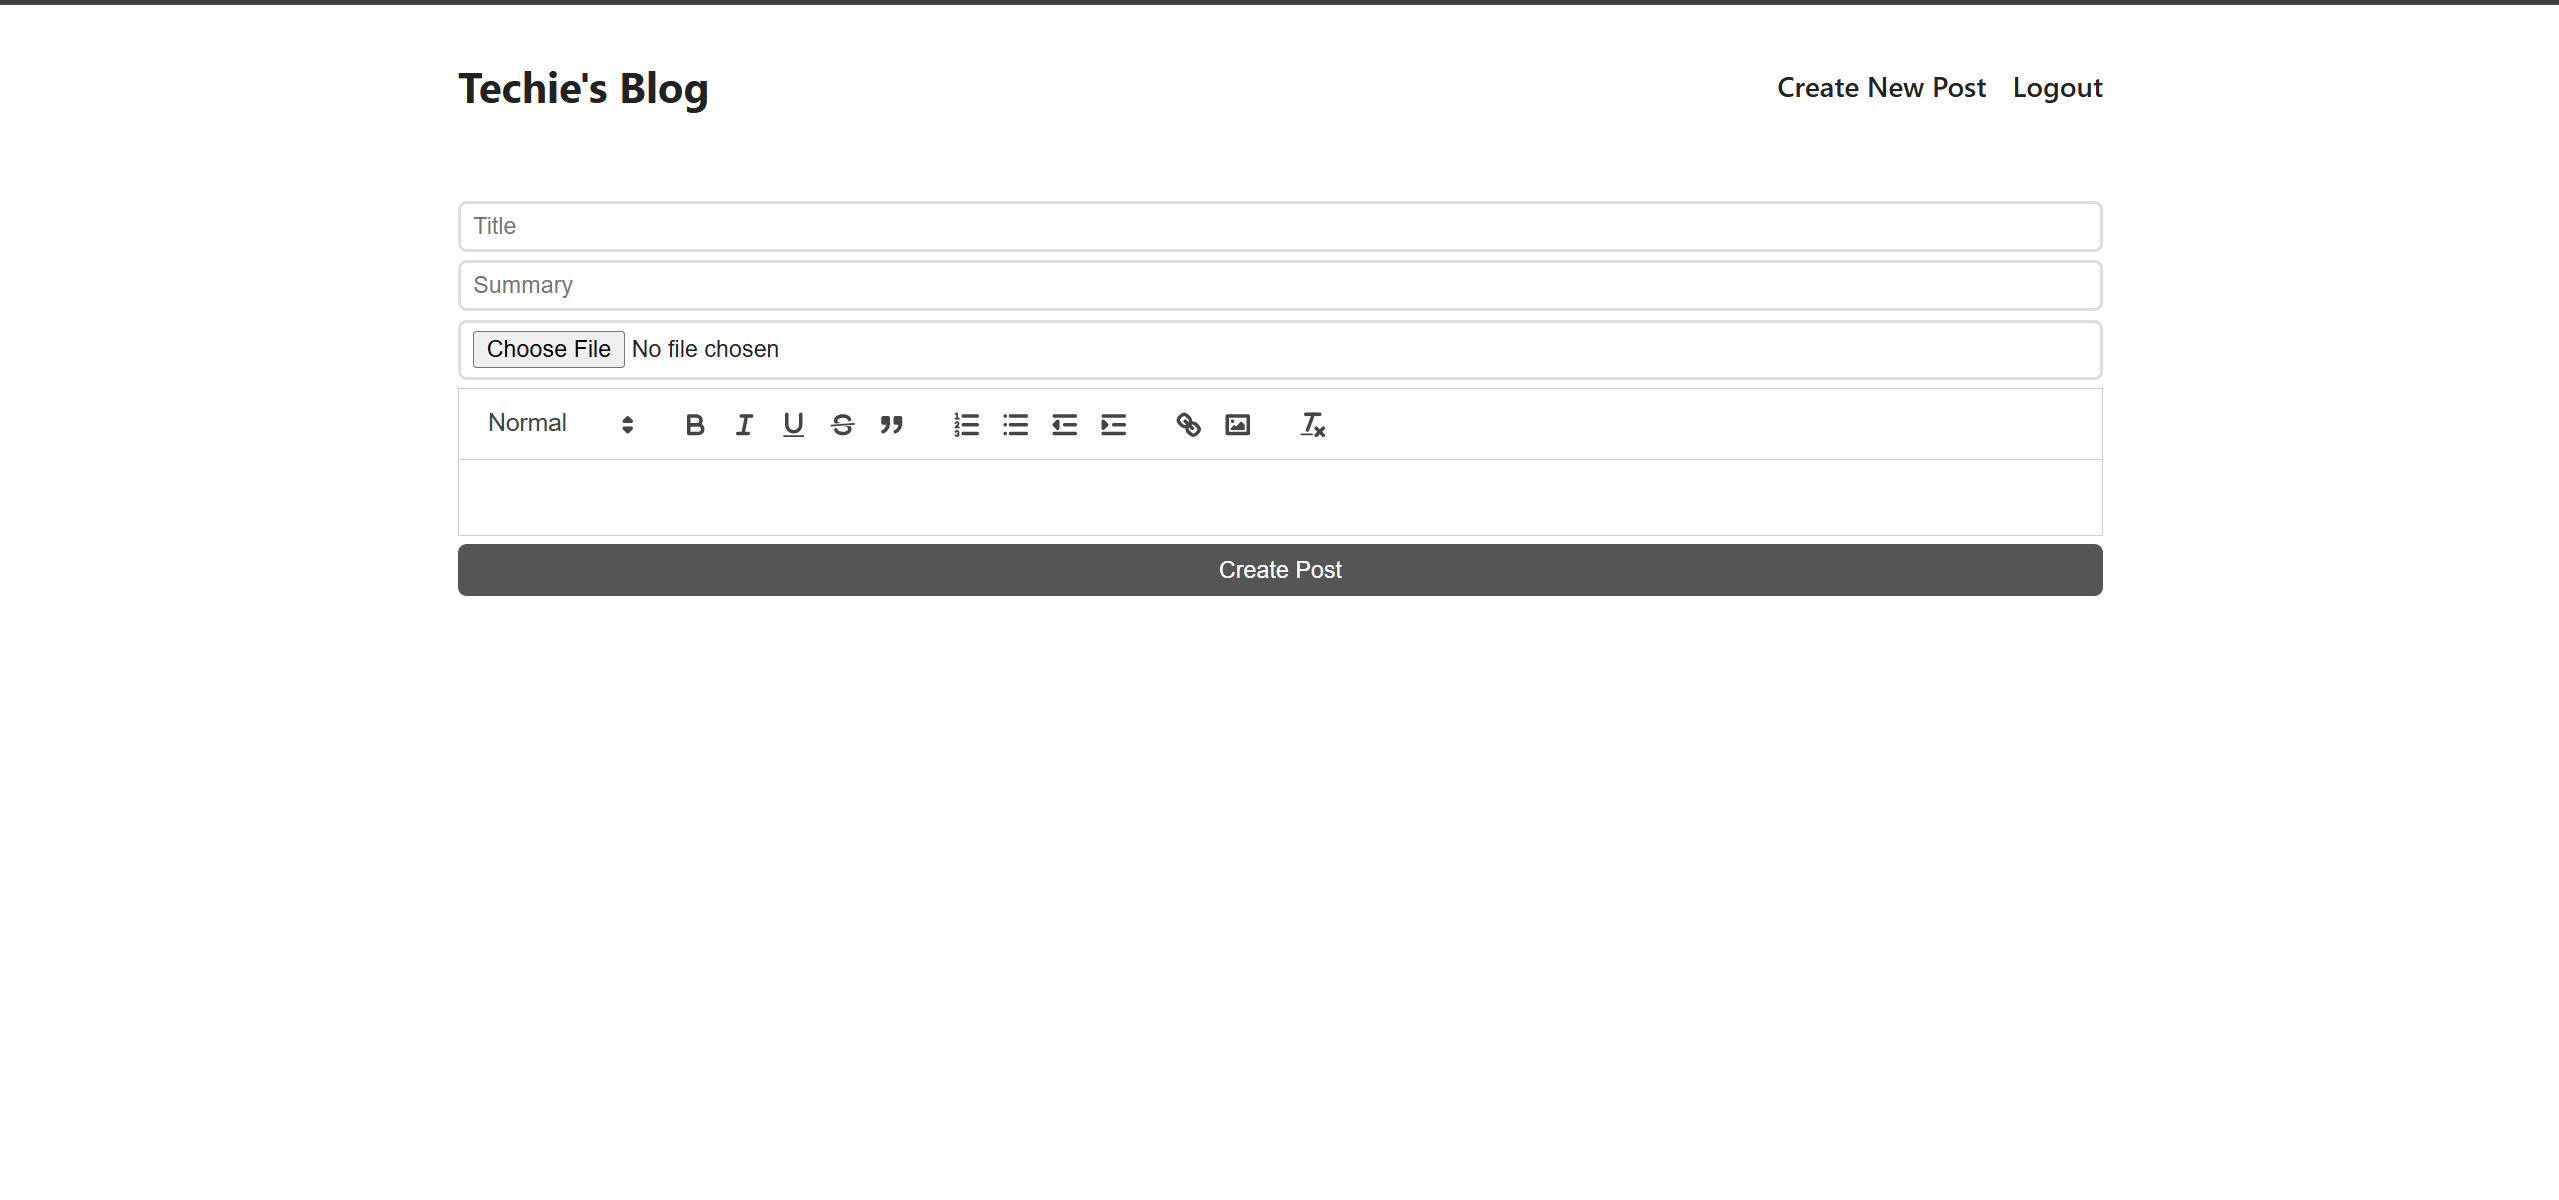 Techie's Blog
Create New Post Logout
Title
Summary
Choose File No file chosen
Normal
Create Post